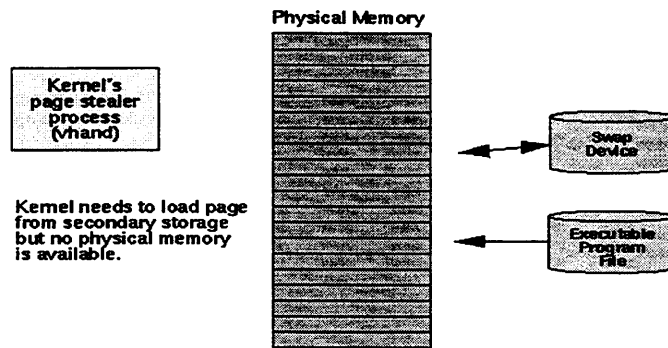 Physical Memory
Kernel's
page stealer
process
(vhand)
Swap
Device
Kernel needs to load page
from secondary storage
but no physical memory
is available.
Executable
Program
File